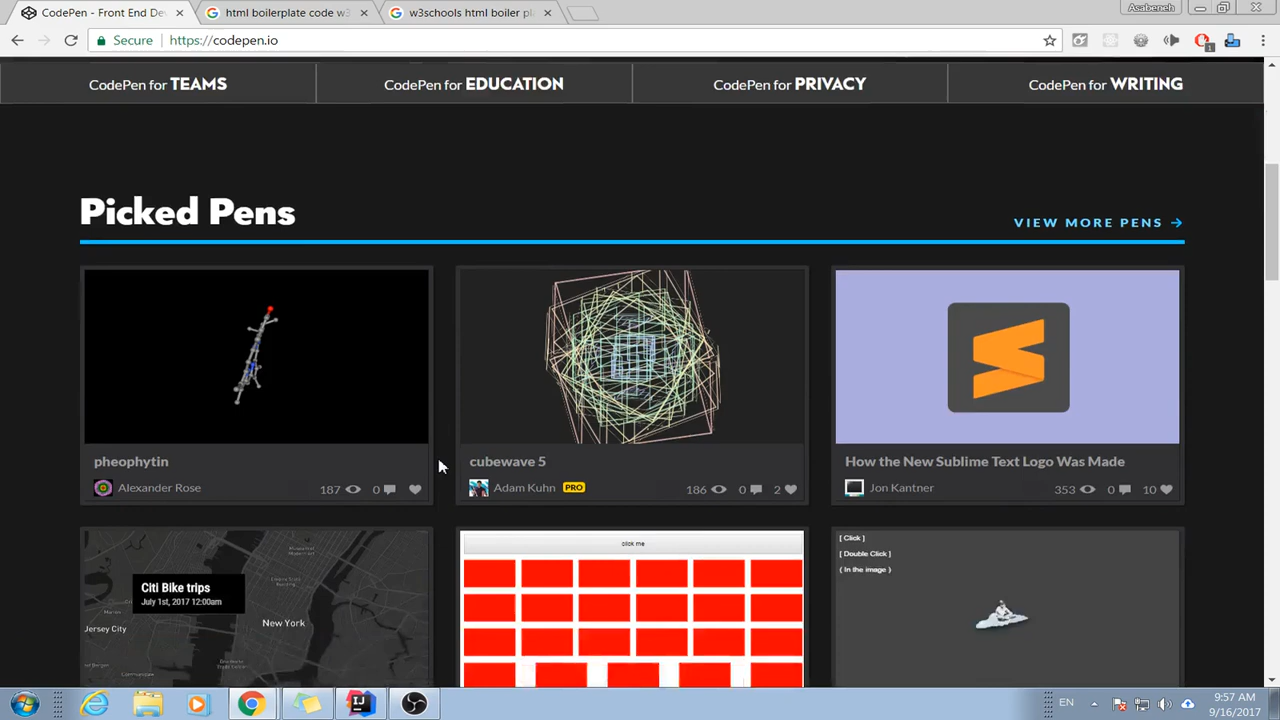 CodePen - Front End Dev
html boilerplate code w3
w3schools html boiler pl
Asabeneh
Secure
https://codepen.io
1
CodePen for TEAMS
CodePen for EDUCATION
CodePen for PRIVACY
CodePen for WRITING
Picked Pens
VIEW MORE PENS →
pheophytin
Alexander Rose
187
0
cubewave 5
Adam Kuhn PRO
186
0
2
How the New Sublime Text Logo Was Made
Jon Kantner
353
0
10
Citi Bike trips
July 1st, 2017 12:00am
Jersey City
New York
click me
[ Click ]
[ Double Click ]
( In the image )
EN
9:57 AM
9/16/2017